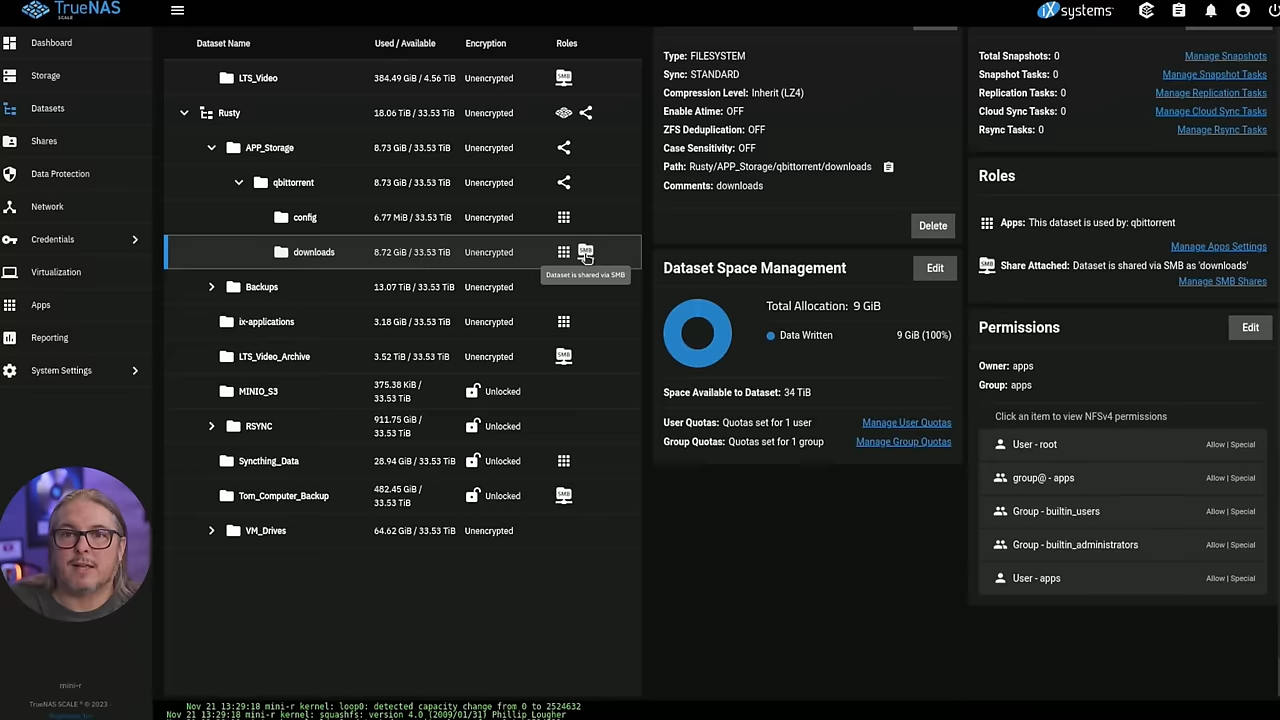 TrueNAS
SCALE
iXsystems
Dashboard
Storage
Datasets
Shares
Data Protection
Network
Credentials
Virtualization
Apps
Reporting
System Settings
mini-r
TrueNAS SCALE ® © 2023
Dataset Name Used / Available Encryption Roles
LTS_Video 384.49 GiB / 4.56 TiB Unencrypted SMB
Rusty 18.06 TiB / 33.53 TiB Unencrypted
APP_Storage 8.73 GiB / 33.53 TiB Unencrypted
qbittorrent 8.73 GiB / 33.53 TiB Unencrypted
config 6.77 MiB / 33.53 TiB Unencrypted
downloads 8.72 GiB / 33.53 TiB Unencrypted SMB
Dataset is shared via SMB
Backups 13.07 TiB / 33.53 TiB Unencrypted
ix-applications 3.18 GiB / 33.53 TiB Unencrypted
LTS_Video_Archive 3.52 TiB / 33.53 TiB Unencrypted SMB
MINIO_S3 375.38 KiB / 33.53 TiB Unlocked
RSYNC 911.75 GiB / 33.53 TiB Unlocked
Syncthing_Data 28.94 GiB / 33.53 TiB Unlocked
Tom_Computer_Backup 482.45 GiB / 33.53 TiB Unlocked SMB
VM_Drives 64.62 GiB / 33.53 TiB Unencrypted
Type: FILESYSTEM
Sync: STANDARD
Compression Level: Inherit (LZ4)
Enable Atime: OFF
ZFS Deduplication: OFF
Case Sensitivity: OFF
Path: Rusty/APP_Storage/qbittorrent/downloads
Comments: downloads
Delete
Dataset Space Management Edit
Total Allocation: 9 GiB
Data Written 9 GiB (100%)
Space Available to Dataset: 34 TiB
User Quotas: Quotas set for 1 user Manage User Quotas
Group Quotas: Quotas set for 1 group Manage Group Quotas
Total Snapshots: 0 Manage Snapshots
Snapshot Tasks: 0 Manage Snapshot Tasks
Replication Tasks: 0 Manage Replication Tasks
Cloud Sync Tasks: 0 Manage Cloud Sync Tasks
Rsync Tasks: 0 Manage Rsync Tasks
Roles
Apps: This dataset is used by: qbittorrent
Manage Apps Settings
SMB Share Attached: Dataset is shared via SMB as 'downloads'
Manage SMB Shares
Permissions Edit
Owner: apps
Group: apps
Click an item to view NFSv4 permissions
User - root Allow | Special
group@ - apps Allow | Special
Group - builtin_users Allow | Special
Group - builtin_administrators Allow | Special
User - apps Allow | Special
Nov 21 13:29:18 mini-r kernel: loop0: detected capacity change from 0 to 2524632
Nov 21 13:29:18 mini-r kernel: squashfs: version 4.0 (2009/01/31) Phillip Lougher